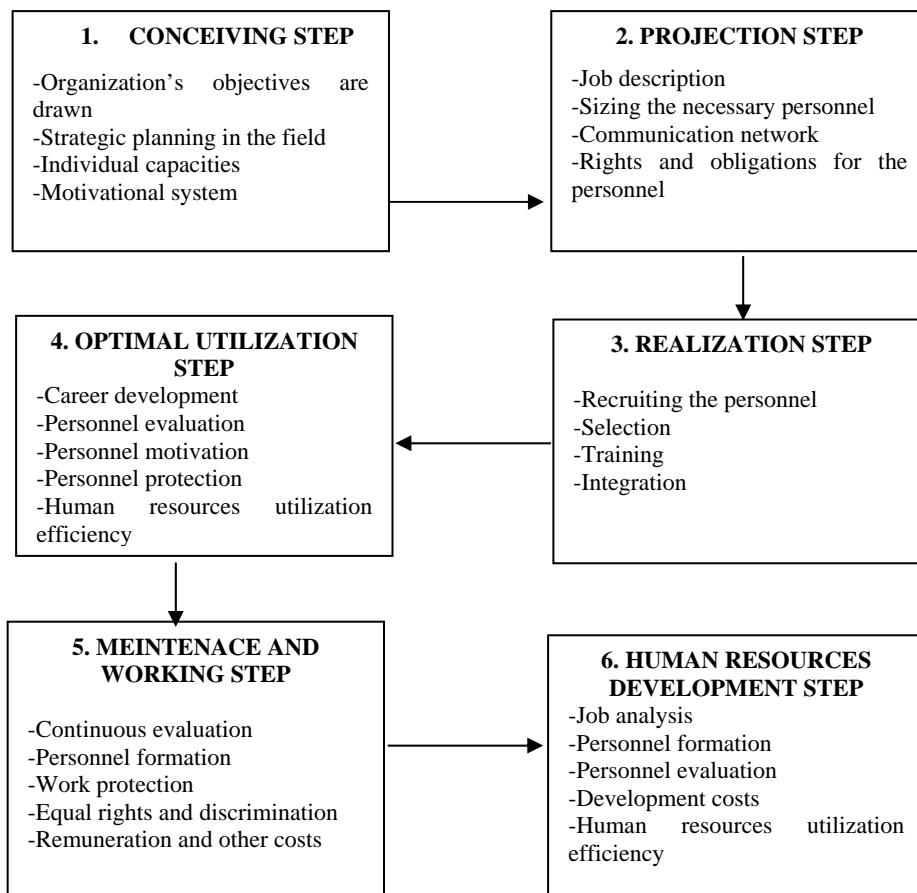 1. CONCEIVING STEP
-Organization’s objectives are
drawn
-Strategic planning in the field
-Individual capacities
-Motivational system
2. PROJECTION STEP
-Job description
-Sizing the necessary personnel
-Communication network
-Rights and obligations for the
personnel
3. REALIZATION STEP
-Recruiting the personnel
-Selection
-Training
-Integration
4. OPTIMAL UTILIZATION
STEP
-Career development
-Personnel evaluation
-Personnel motivation
-Personnel protection
-Human resources utilization
efficiency
5. MEINTENACE AND
WORKING STEP
-Continuous evaluation
-Personnel formation
-Work protection
-Equal rights and discrimination
-Remuneration and other costs
6. HUMAN RESOURCES
DEVELOPMENT STEP
-Job analysis
-Personnel formation
-Personnel evaluation
-Development costs
-Human resources utilization
efficiency